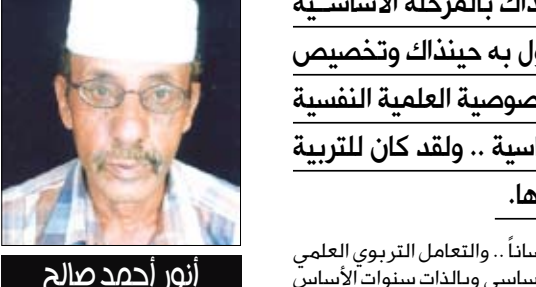 ذاك بالمرحلة الأساسية
ول به حينذاك وتخصيص
صوصية العلمية النفسية
اسية .. ولقد كان للتربية
ها.
ساناً .. والتعامل التربوي العلمي
ساسي وبالذات سنوات الأساس
أنور أحمد صالح